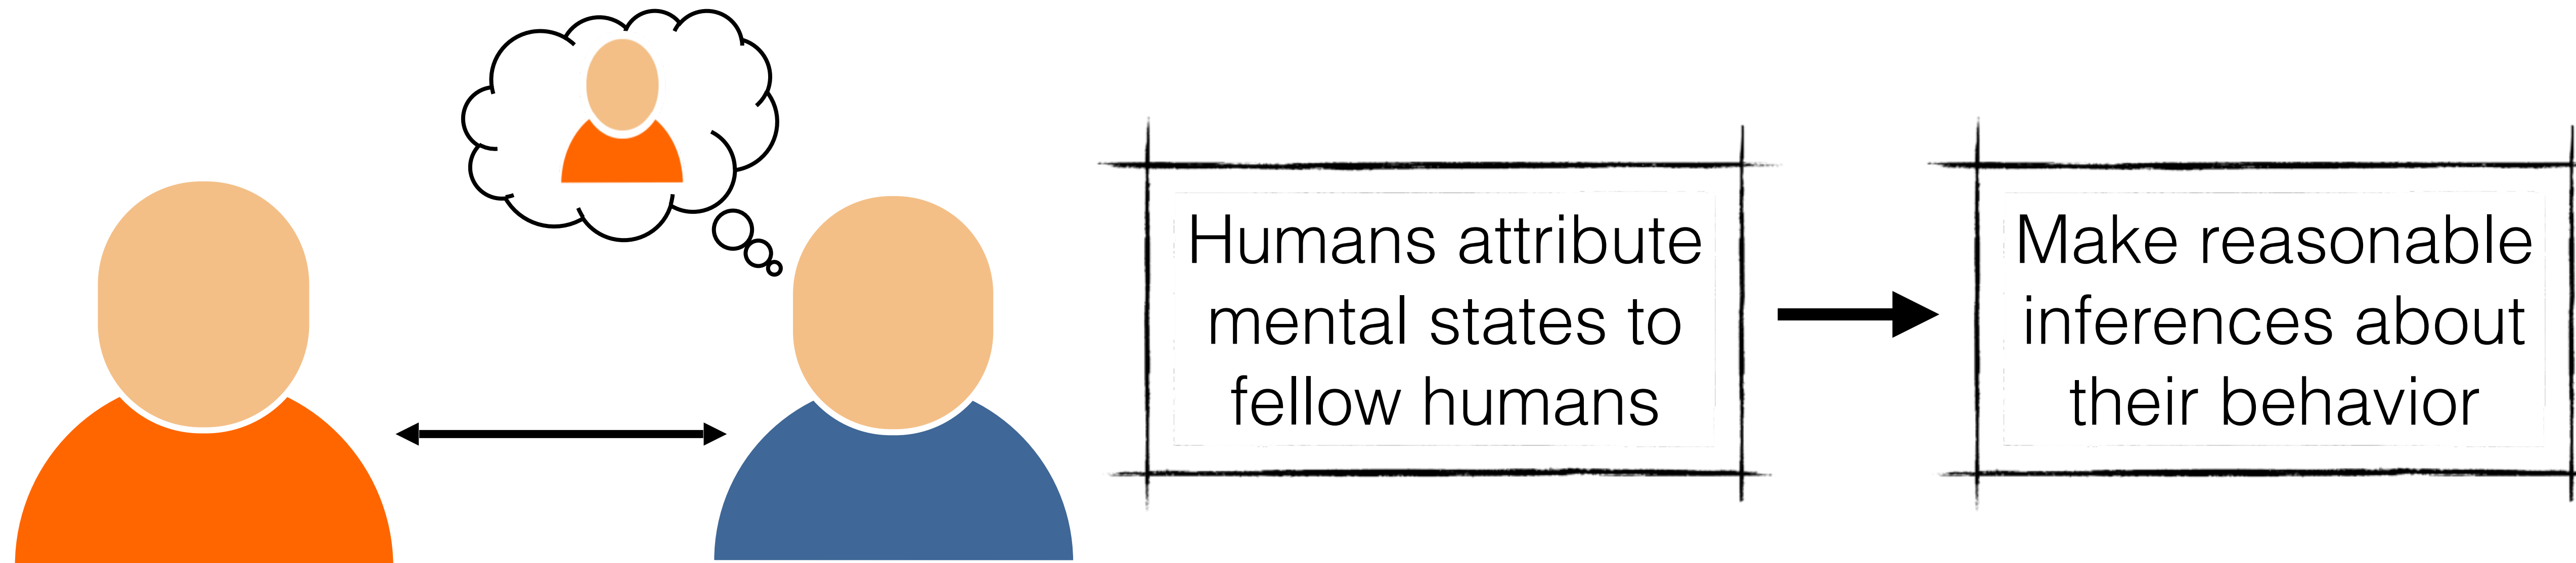 Humans attribute
mental states to
fellow humans
Make reasonable
inferences about
their behavior